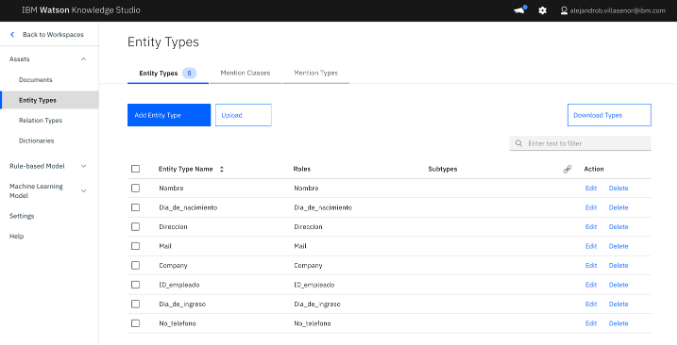 IBM Watson Knowledge Studio
alejandrob.villasenor@ibm.com
Back to Workspaces
Assets
Documents
Entity Types
Relation Types
Dictionaries
Rule-based Model
Machine Learning
Model
Settings
Help
Entity Types
Entity Types 8 Mention Classes Mention Types
Add Entity Type Upload Download Types
Enter text to filter
Entity Type Name Roles Subtypes Action
Nombre Nombre Edit Delete
Dia_de_nacimiento Dia_de_nacimiento Edit Delete
Direccion Direccion Edit Delete
Mail Mail Edit Delete
Company Company Edit Delete
ID_empleado ID_empleado Edit Delete
Dia_de_ingreso Dia_de_ingreso Edit Delete
No_telefono No_telefono Edit Delete